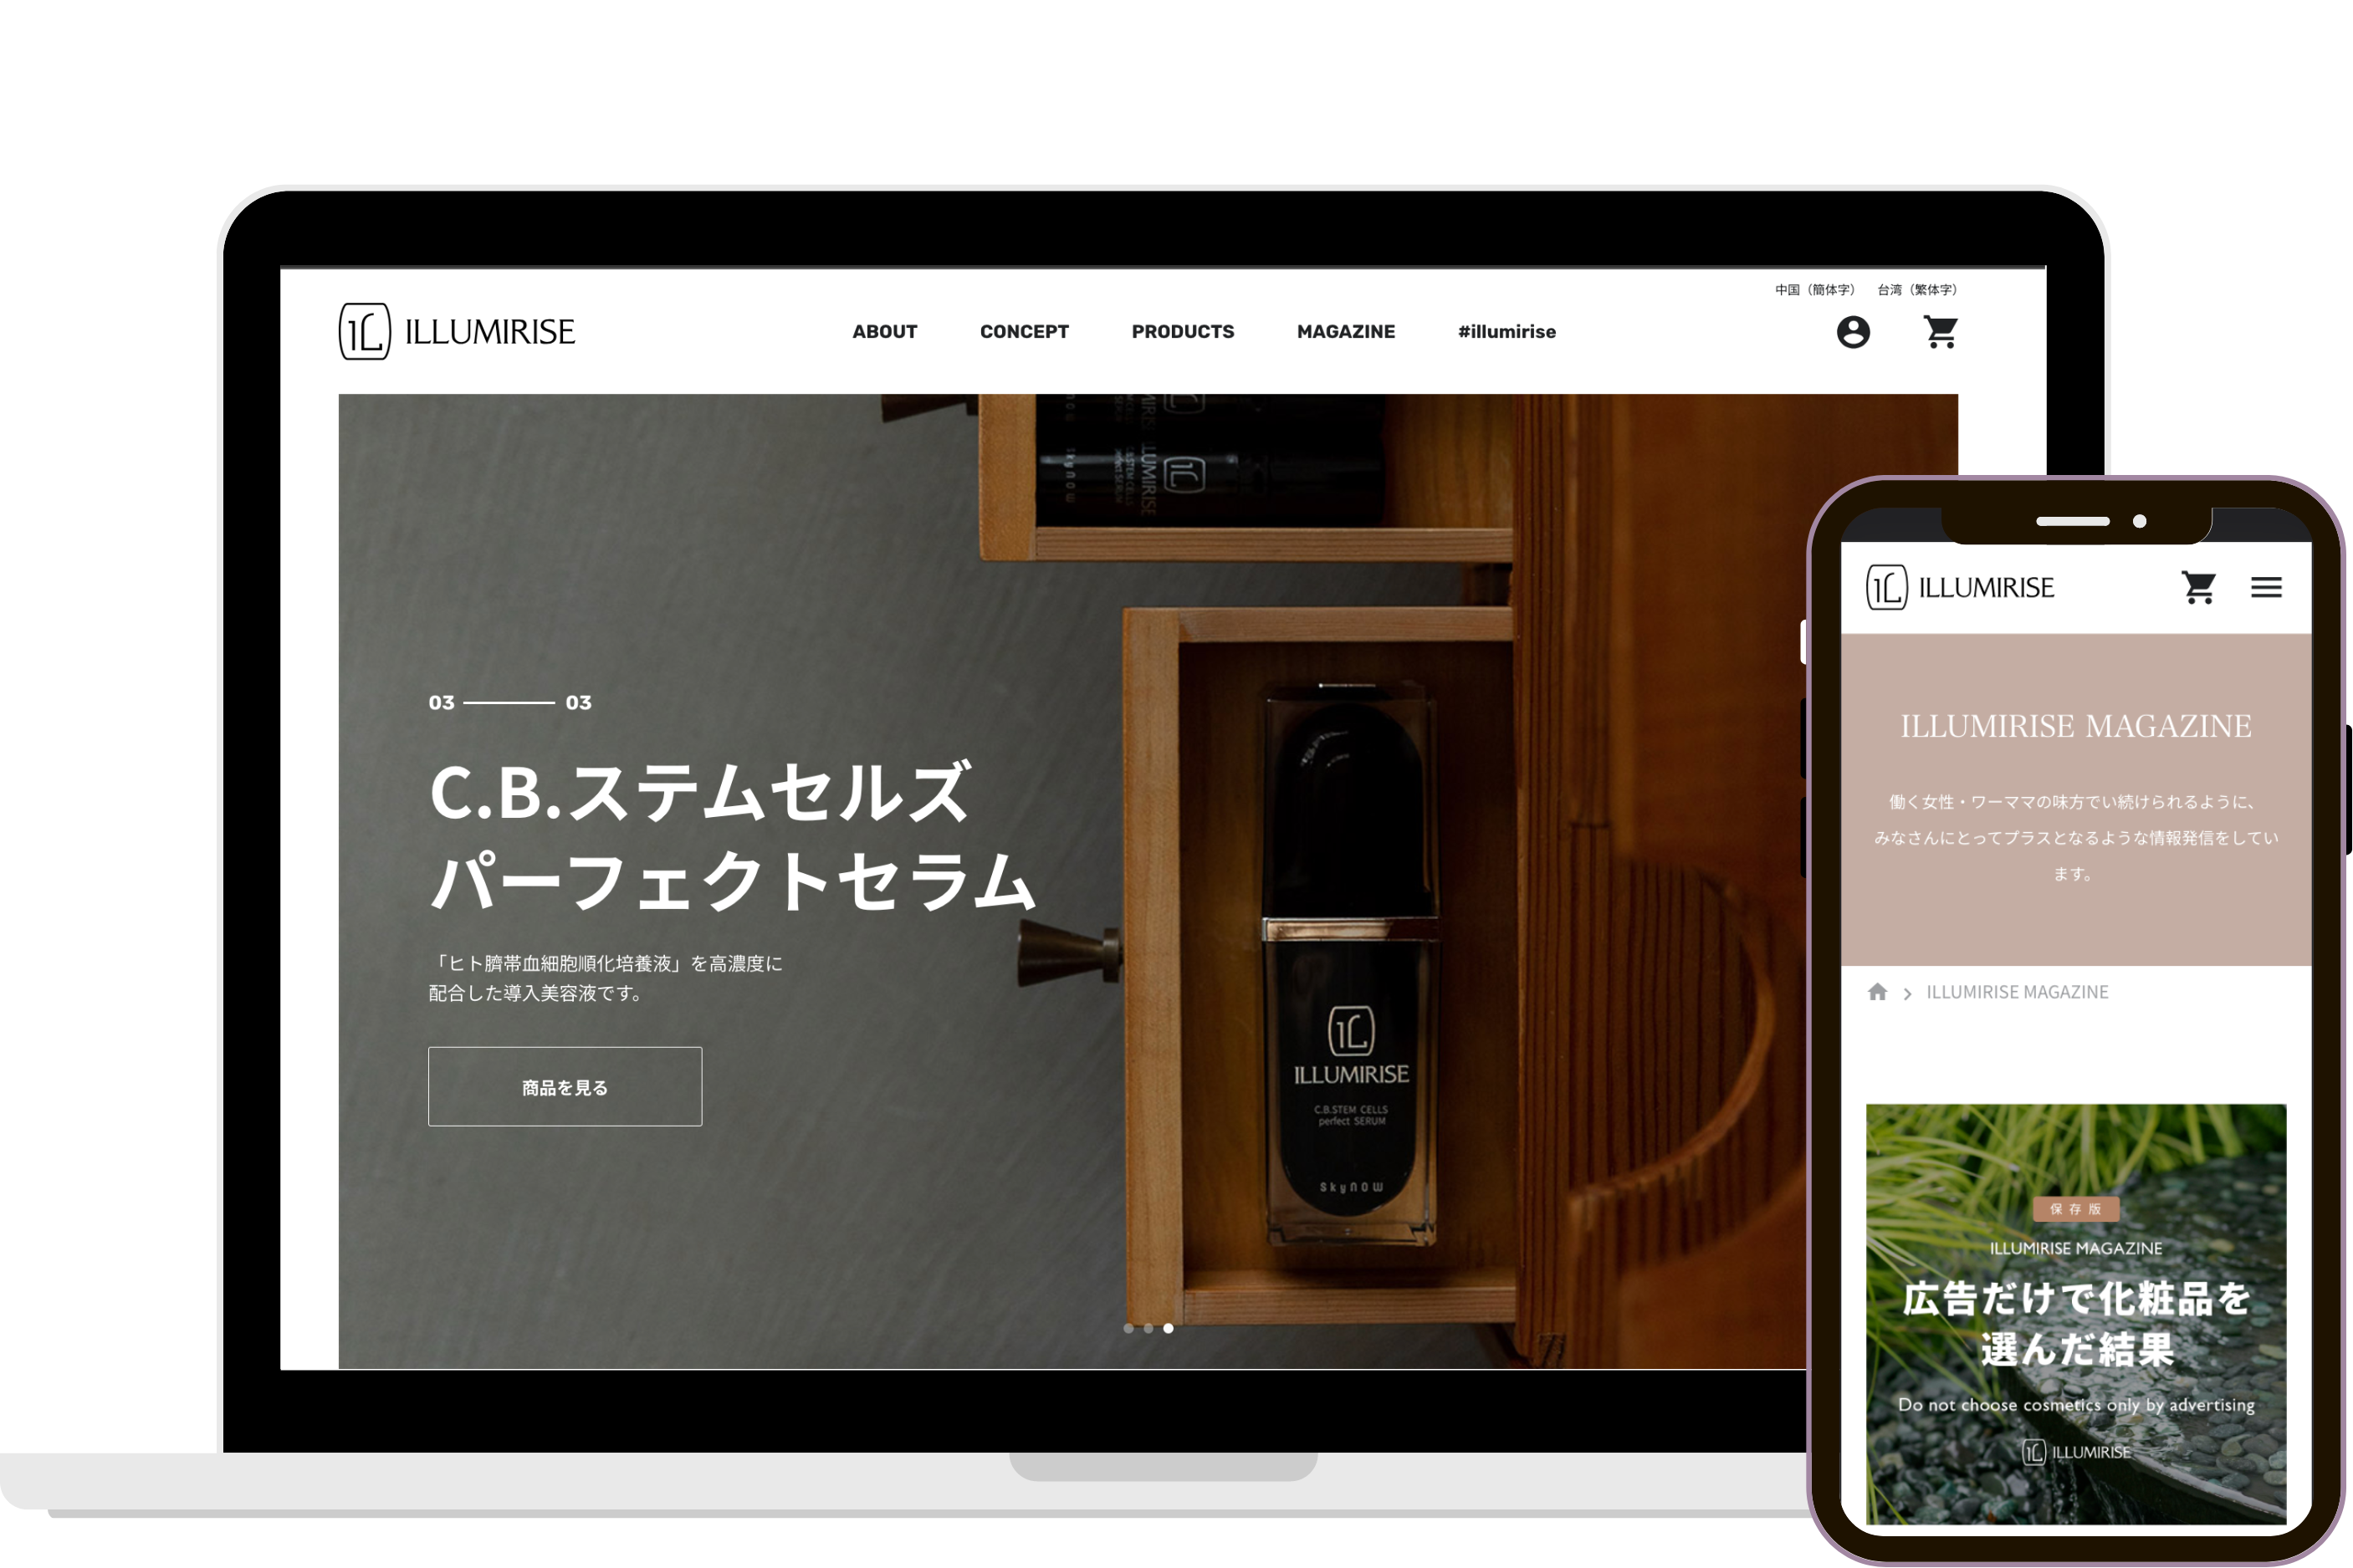 中国（簡体字） 台湾（繁体字）
ILLUMIRISE
ABOUT CONCEPT PRODUCTS MAGAZINE #illumirise
ILLUMIRISE
skynow
03 03
C.B.ステムセルズ
パーフェクトセラム
「ヒト臍帯血細胞順化培養液」を高濃度に
配合した導入美容液です。
商品を見る
ILLUMIRISE
C.B.STEM CELLS
perfect SERUM
skynow
ILLUMIRISE
ILLUMIRISE MAGAZINE
働く女性・ワーママの味方でい続けられるように、
みなさんにとってプラスとなるような情報発信をしてい
ます。
ILLUMIRISE MAGAZINE
保存版
ILLUMIRISE MAGAZINE
広告だけで化粧品を
選んだ結果
Do not choose cosmetics only by advertising
ILLUMIRISE